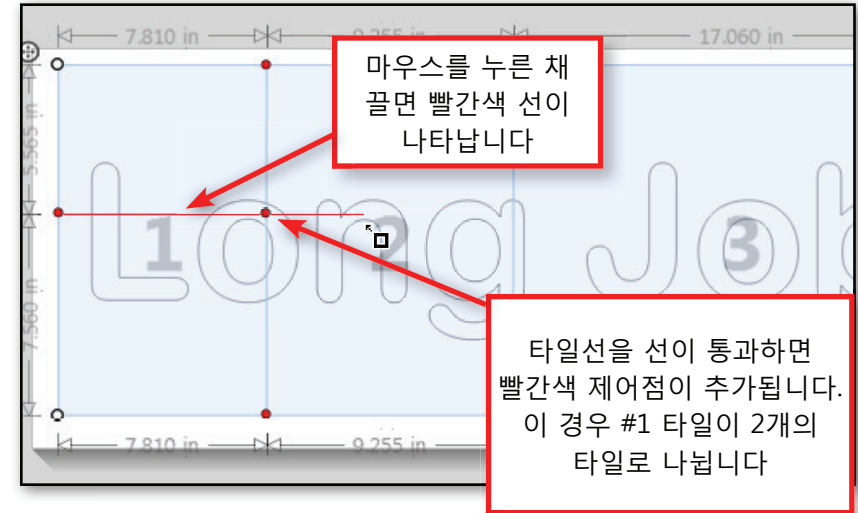 7.810 in
9.255 in
17.060 in
마우스를 누른 채
끌면 빨간색 선이
나타납니다
5.565 in
Long Job
1
2
3
7.560 in
타일선을 선이 통과하면
빨간색 제어점이 추가됩니다.
이 경우 #1 타일이 2개의
타일로 나뉩니다
7.810 in
9.255 in